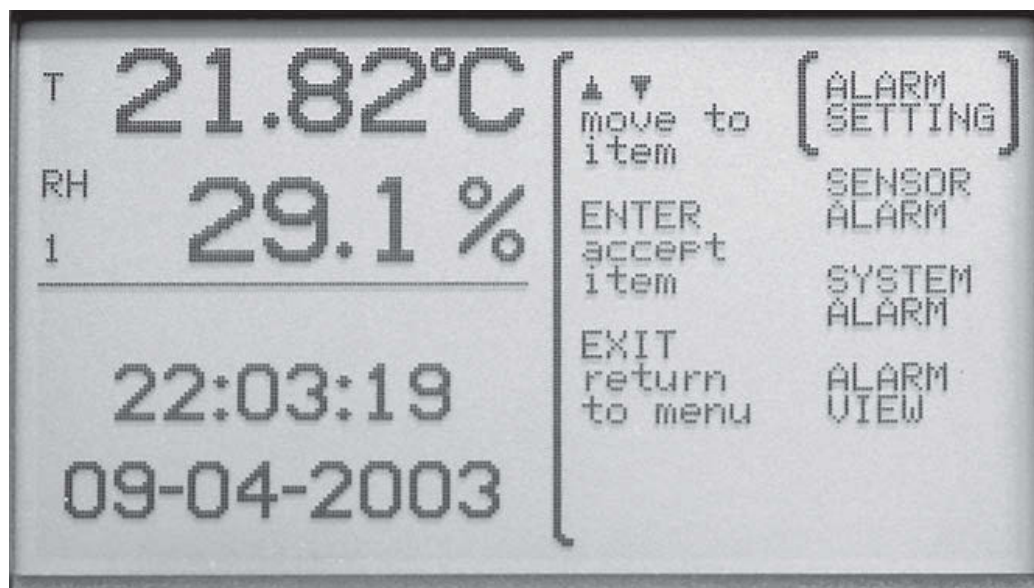 T 21.82°C
RH
1 29.1 %
22:03:19
09-04-2003
▲ ▼
move to
item
ENTER
accept
item
EXIT
return
to menu
ALARM
SETTING
SENSOR
ALARM
SYSTEM
ALARM
ALARM
VIEW